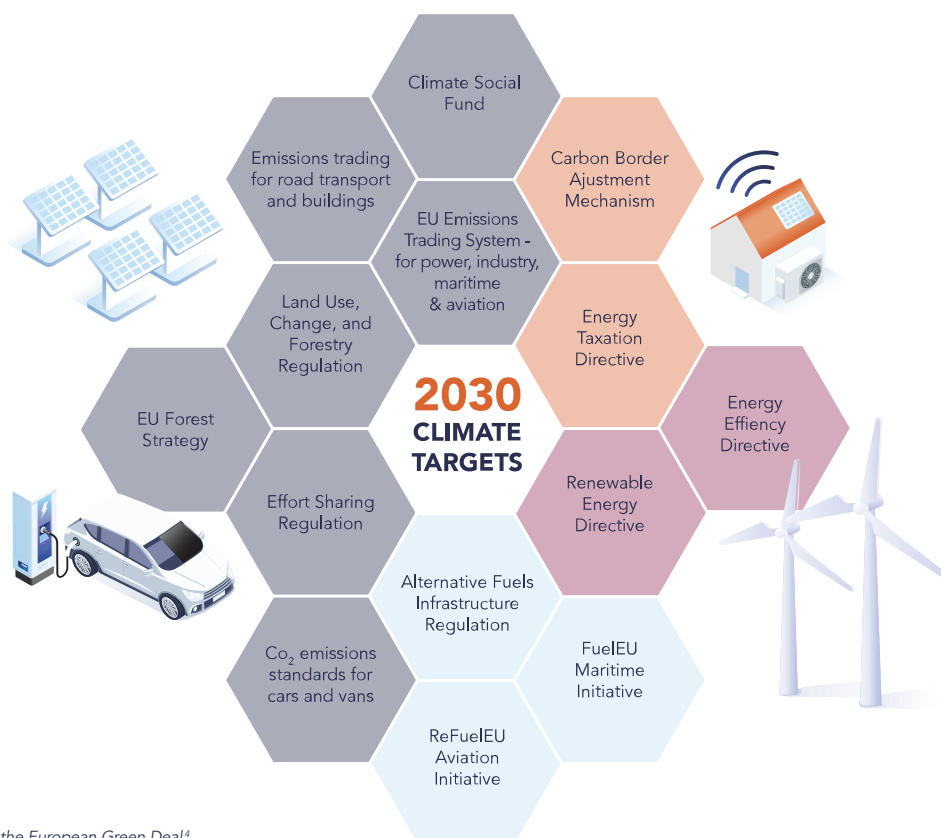 Climate Social
Fund
Emissions trading
for road transport
and buildings
Carbon Border
Ajustment
Mechanism
EU Emissions
Trading System -
for power, industry,
maritime
& aviation
Land Use,
Change, and
Forestry
Regulation
Energy
Taxation
Directive
2030
CLIMATE
TARGETS
EU Forest
Strategy
Energy
Effiency
Directive
Effort Sharing
Regulation
Renewable
Energy
Directive
Alternative Fuels
Infrastructure
Regulation
Co₂ emissions
standards for
cars and vans
FuelEU
Maritime
Initiative
ReFuelEU
Aviation
Initiative
the European Green Deal⁴